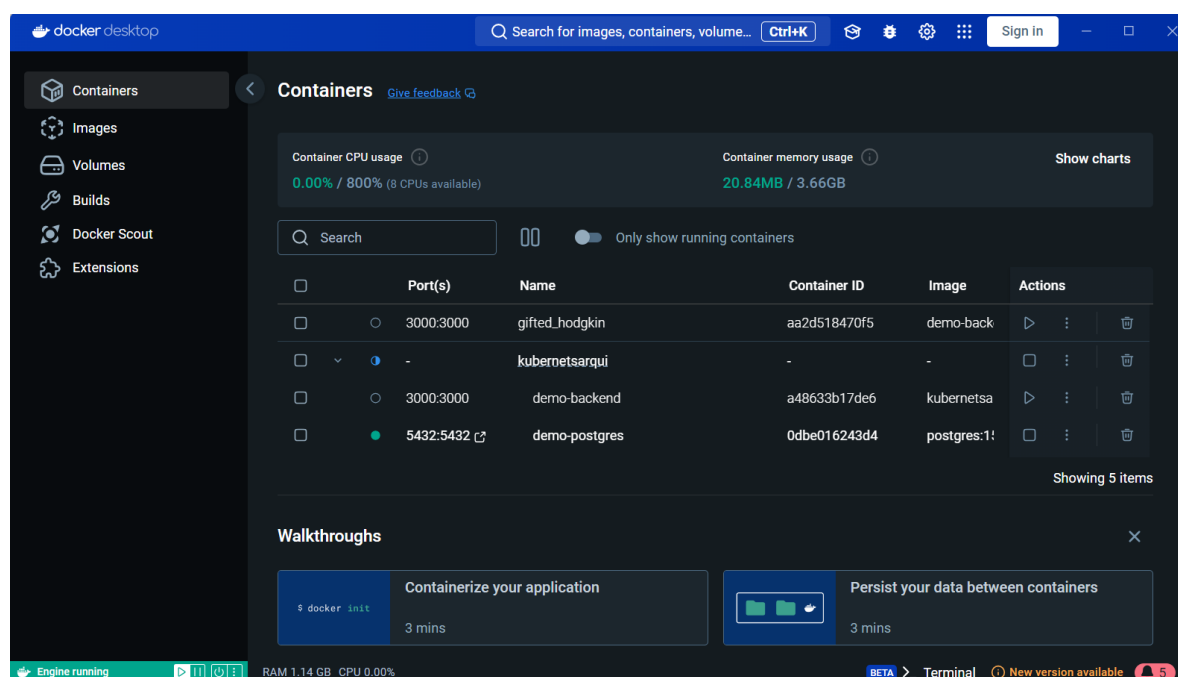 docker desktop
Search for images, containers, volume... Ctrl+K
Sign in
Containers
Images
Volumes
Builds
Docker Scout
Extensions
Containers Give feedback
Container CPU usage
0.00% / 800% (8 CPUs available)
Container memory usage
20.84MB / 3.66GB
Show charts
Search
Only show running containers
Port(s) Name Container ID Image Actions
3000:3000 gifted_hodgkin aa2d518470f5 demo-back
- kubernetsarqui - -
3000:3000 demo-backend a48633b17de6 kubernetsa
5432:5432 demo-postgres 0dbe016243d4 postgres:15
Showing 5 items
Walkthroughs
$ docker init
Containerize your application
3 mins
Persist your data between containers
3 mins
Engine running
RAM 1.14 GB CPU 0.00%
BETA Terminal
New version available
5